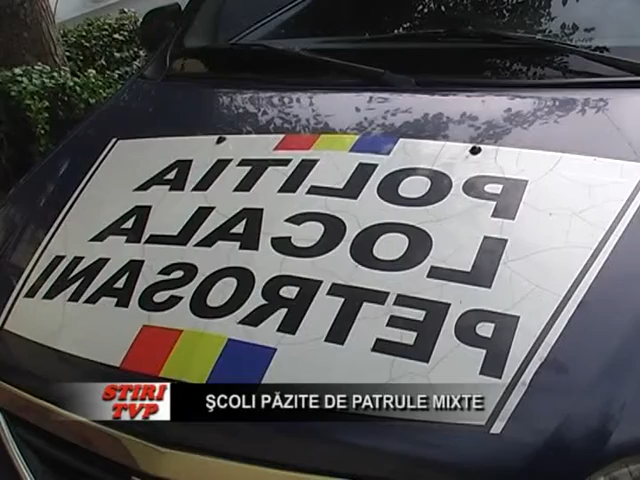 POLITIA
LOCALA
PETROSANI
STIRI
TVP
ŞCOLI PĂZITE DE PATRULE MIXTE